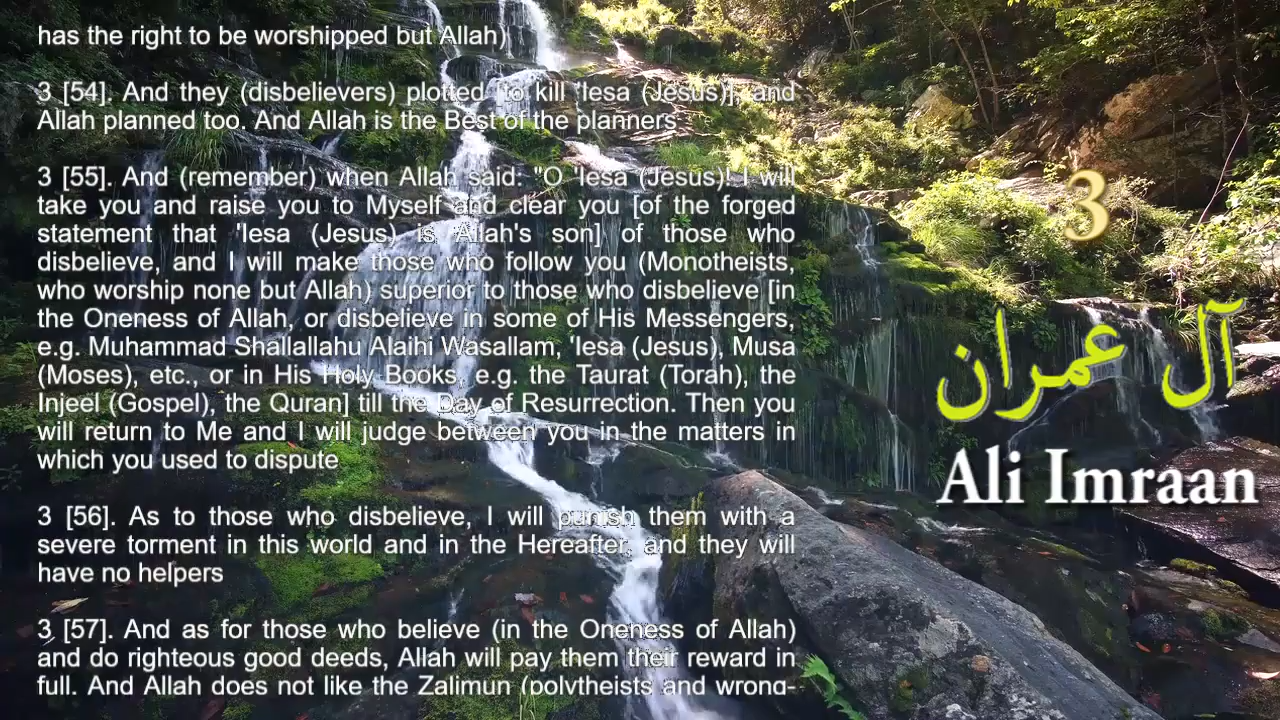 has the right to be worshipped but Allah)
3 [54]. And they (disbelievers) plotted [to kill 'Iesa (Jesus)], and
Allah planned too. And Allah is the Best of the planners
3 [55]. And (remember) when Allah said: "O 'Iesa (Jesus)! I will
take you and raise you to Myself and clear you [of the forged
statement that 'Iesa (Jesus) is Allah's son] of those who
disbelieve, and I will make those who follow you (Monotheists,
who worship none but Allah) superior to those who disbelieve [in
the Oneness of Allah, or disbelieve in some of His Messengers,
e.g. Muhammad Shallallahu Alaihi Wasallam, 'Iesa (Jesus), Musa
(Moses), etc., or in His Holy Books, e.g. the Taurat (Torah), the
Injeel (Gospel), the Quran] till the Day of Resurrection. Then you
will return to Me and I will judge between you in the matters in
which you used to dispute
3 [56]. As to those who disbelieve, I will punish them with a
severe torment in this world and in the Hereafter, and they will
have no helpers
3 [57]. And as for those who believe (in the Oneness of Allah)
and do righteous good deeds, Allah will pay them their reward in
full. And Allah does not like the Zalimun (polytheists and wrong-
3
آل عمران
Ali Imraan